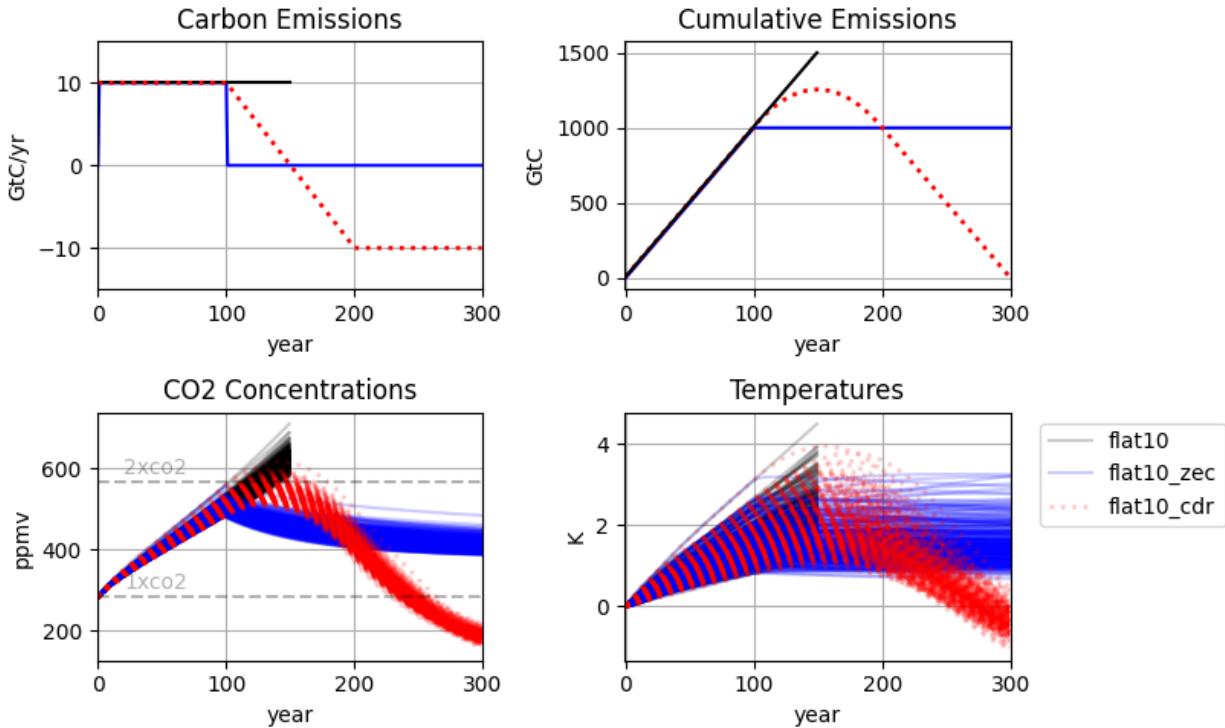 Carbon Emissions
GtC/yr
10
0
−10
0
100
200
300
year
Cumulative Emissions
GtC
1500
1000
500
0
0
100
200
300
year
CO2 Concentrations
ppmv
600
400
200
2xco2
1xco2
0
100
200
300
year
Temperatures
K
4
2
0
0
100
200
300
year
flat10
flat10_zec
flat10_cdr